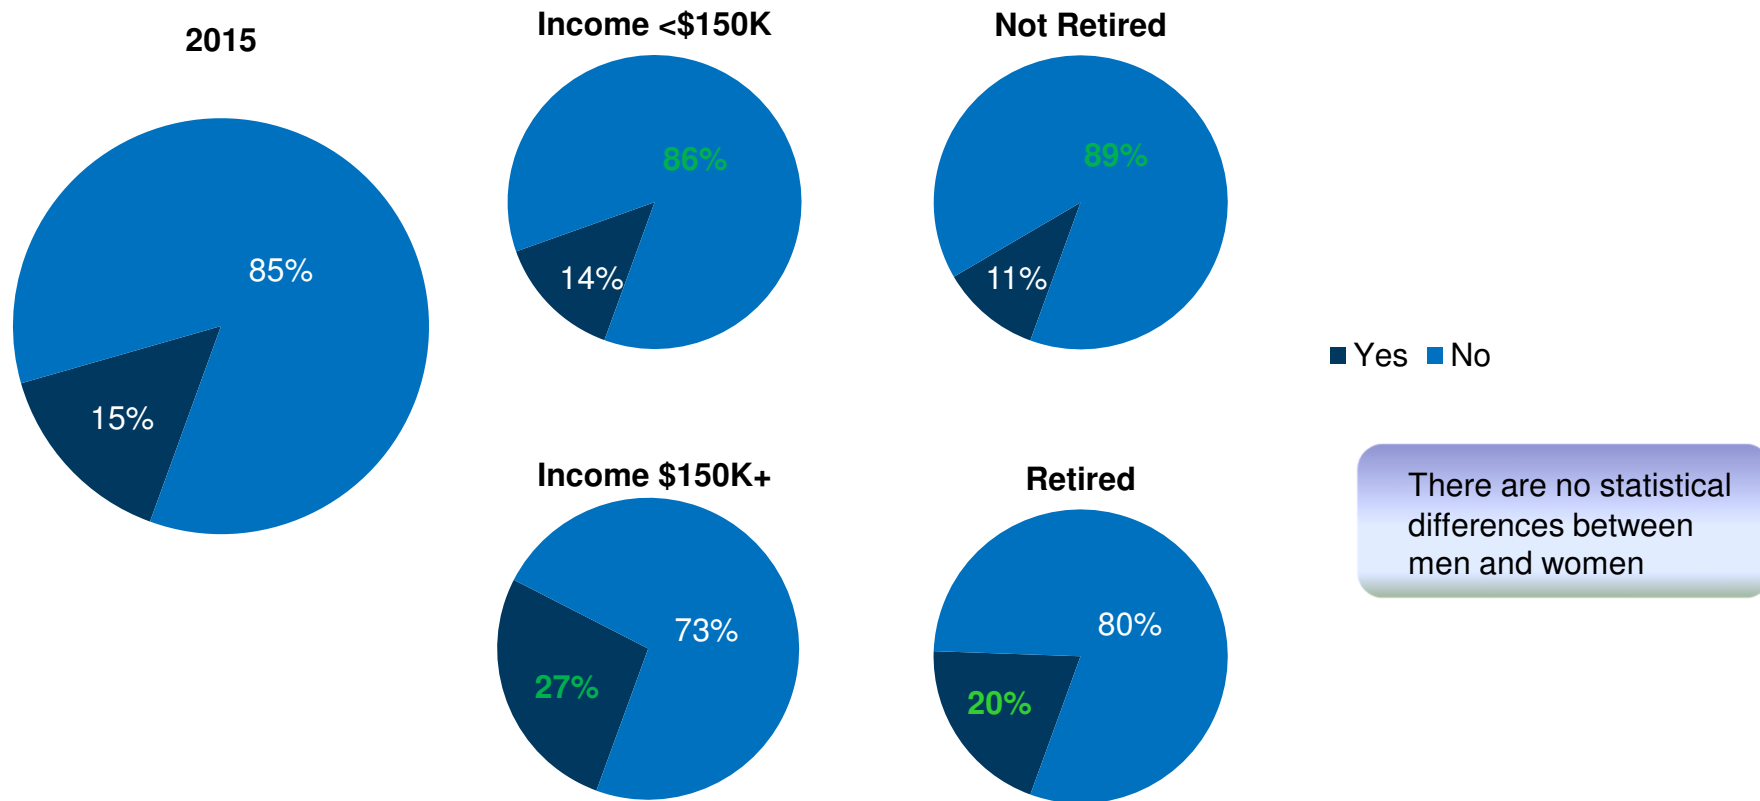 2015
85%
15%
Income <$150K
86%
14%
Not Retired
89%
11%
Yes No
Income $150K+
73%
27%
Retired
80%
20%
There are no statistical
differences between
men and women